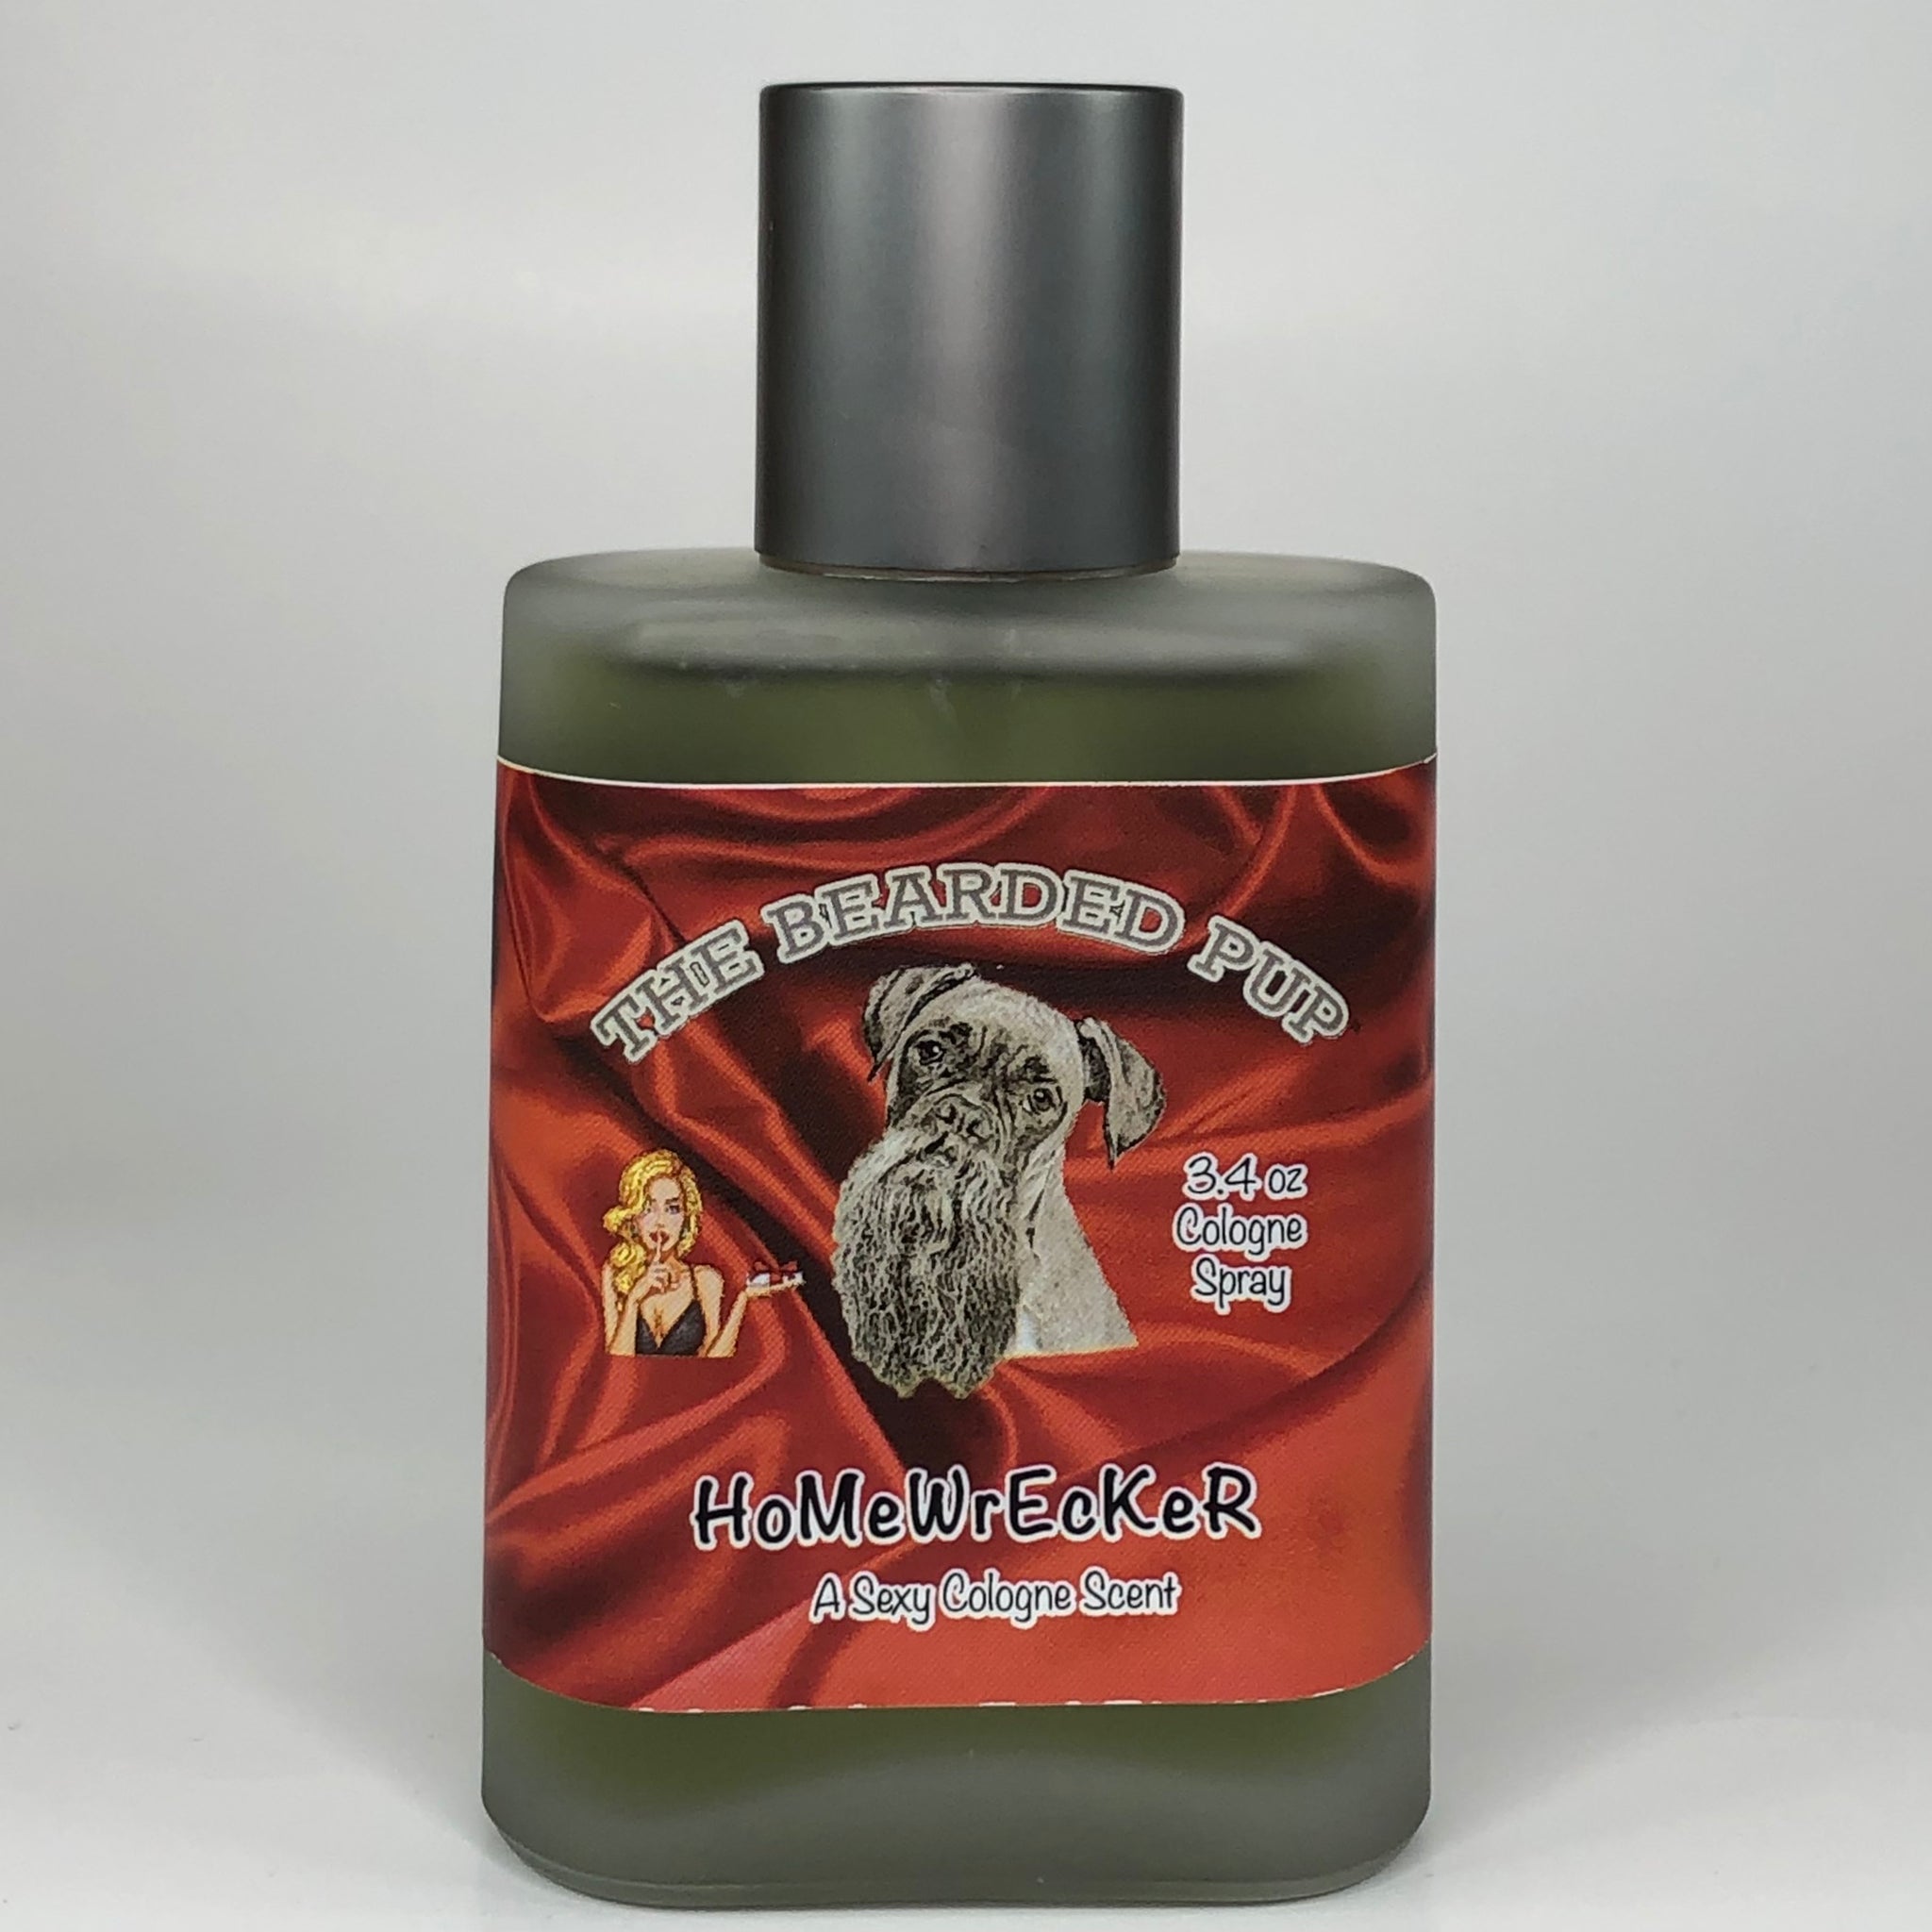 THE BEARDED PUP
3.4 oz
Cologne
Spray
HoMeWrEcKeR
A Sexy Cologne Scent